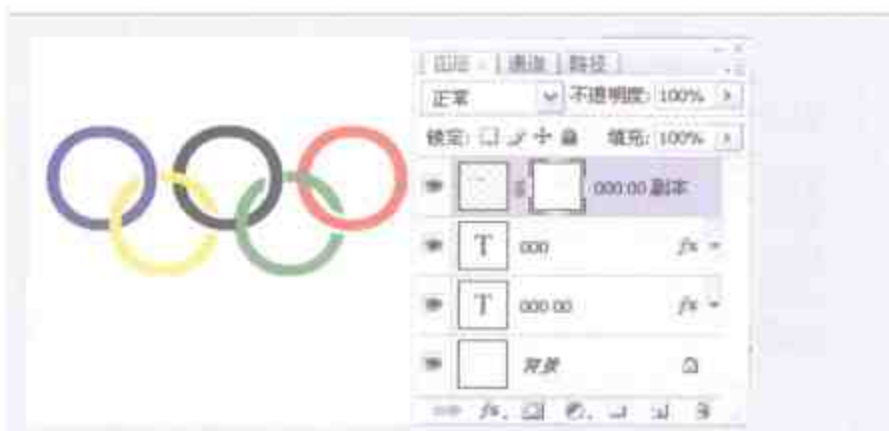 图层 通道 路径
正常 不透明度: 100%
锁定: 填充: 100%
000:00 副本
T 000 fx
T 000 00 fx
背景
fx.